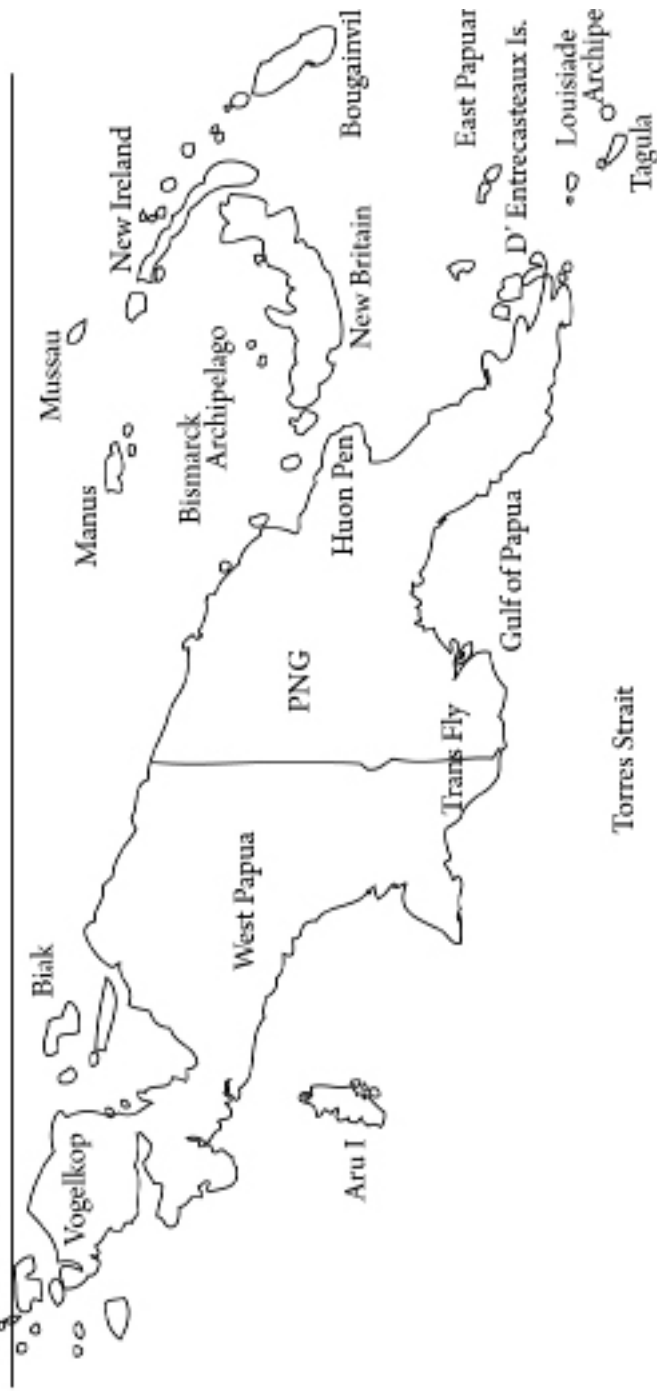 Mussau
New Ireland
Manus
Biak
Vogelkop
Bismarck
Archipelago
Bougainvil
New Britain
Huon Pen
PNG
West Papua
Aru I
East Papuar
D' Entrecasteaux Is.
Trans Fly
Gulf of Papua
Louisiade
Archipe
Tagula
Torres Strait